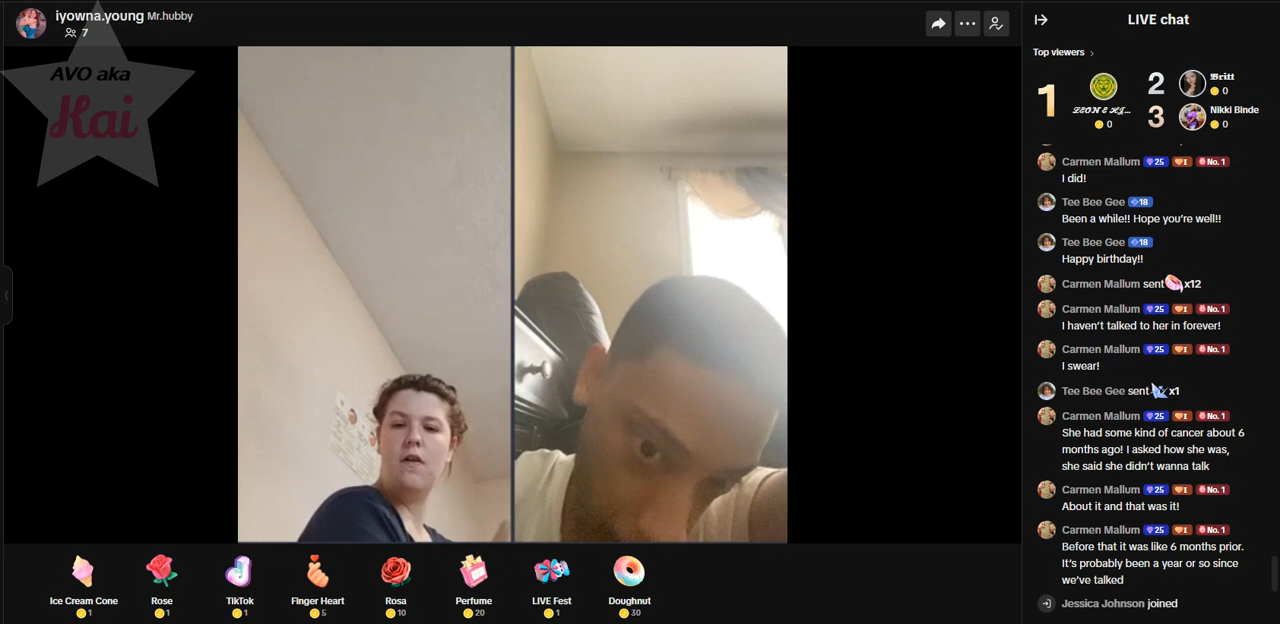 iyowna.young Mr.hubby
7
AVO aka
Kai
LIVE chat
Top viewers
1
0
2
𝕭𝖗𝖎𝖙𝖙
0
3
Nikki Binde
0
Carmen Mallum 25 I No. 1
I did!
Tee Bee Gee 18
Been a while!! Hope you're well!!
Tee Bee Gee 18
Happy birthday!!
Carmen Mallum sent x12
Carmen Mallum 25 I No. 1
I haven't talked to her in forever!
Carmen Mallum 25 I No. 1
I swear!
Tee Bee Gee sent x1
Carmen Mallum 25 I No. 1
She had some kind of cancer about 6
months ago! I asked how she was,
she said she didn't wanna talk
Carmen Mallum 25 I No. 1
About it and that was it!
Carmen Mallum 25 I No. 1
Before that it was like 6 months prior.
It's probably been a year or so since
we've talked
Jessica Johnson joined
Ice Cream Cone
1
Rose
1
TikTok
1
Finger Heart
5
Rosa
10
Perfume
20
LIVE Fest
1
Doughnut
30